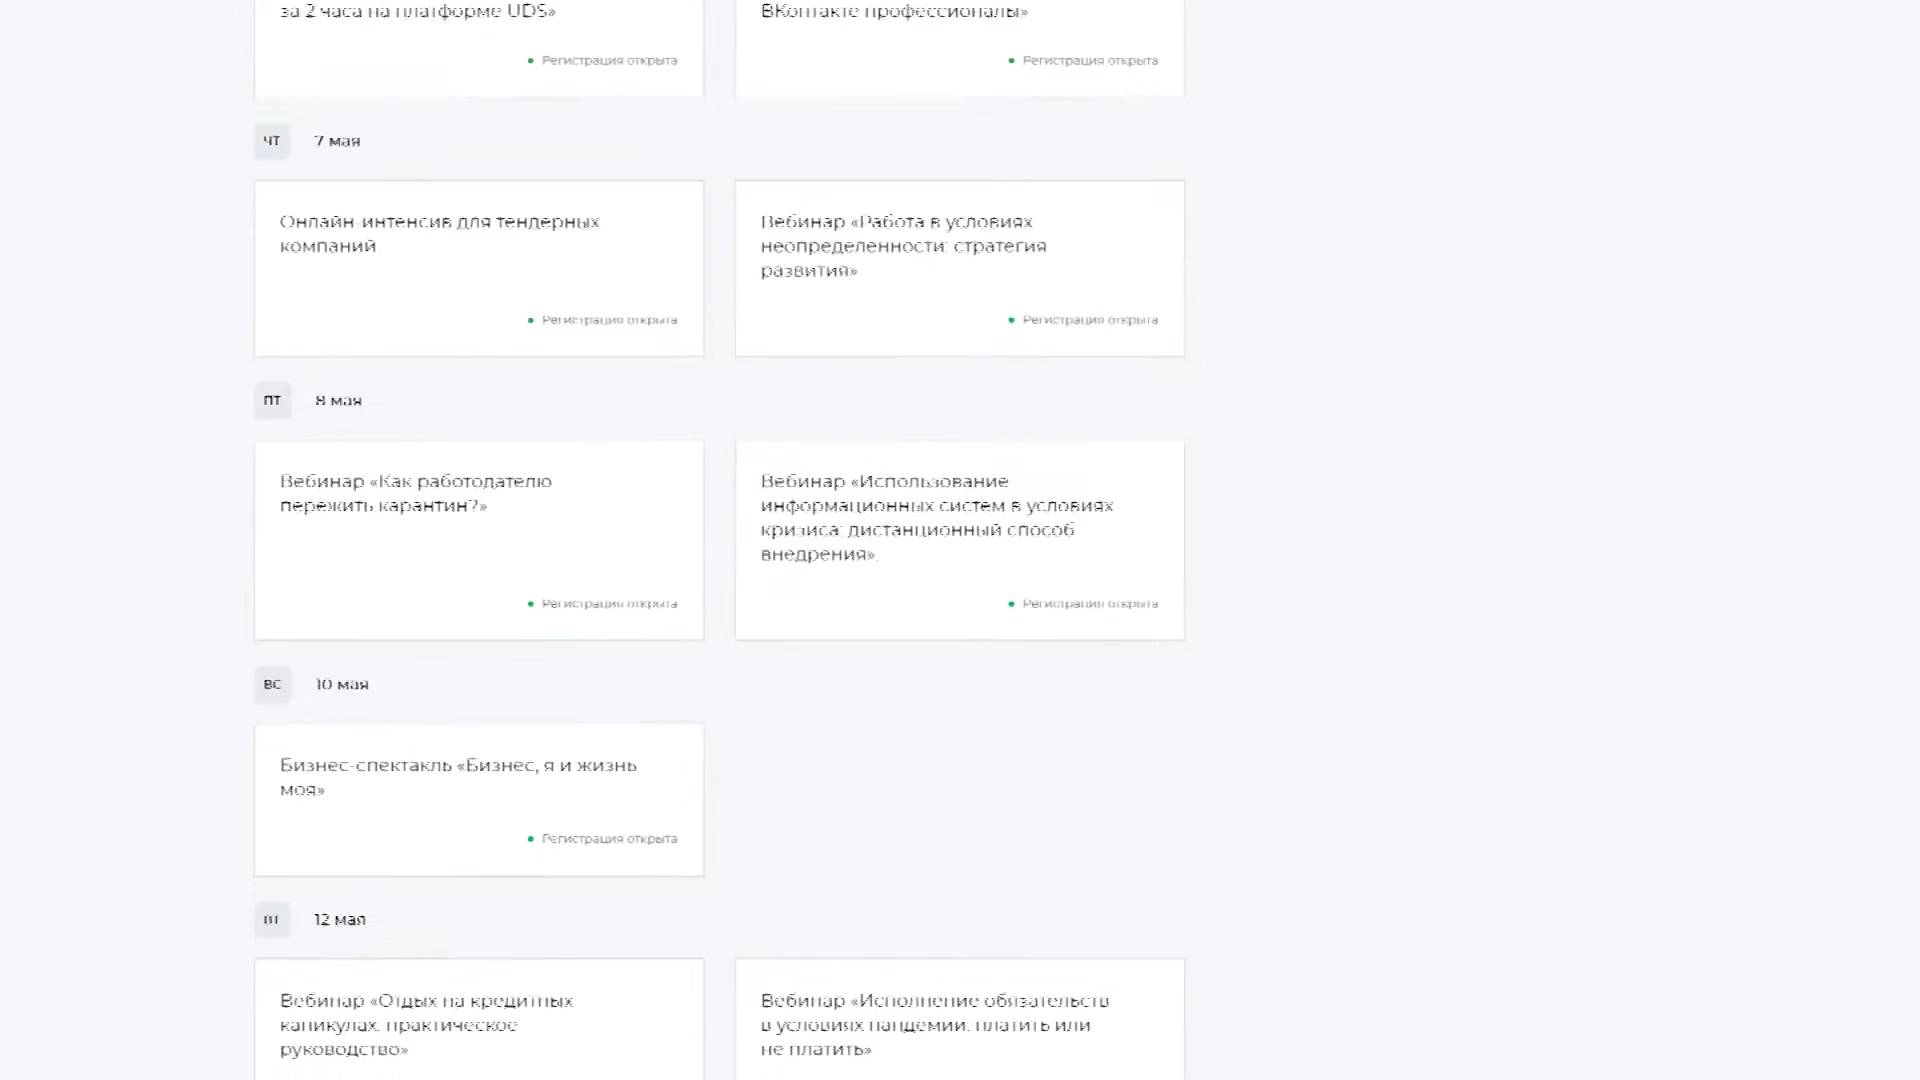 за 2 часа на платформе UDS»
Регистрация открыта
ВКонтакте профессионалы»
Регистрация открыта
ЧТ 7 мая
Онлайн-интенсив для тендерных
компаний
Регистрация открыта
Вебинар «Работа в условиях
неопределенности: стратегия
развития»
Регистрация открыта
ПТ 8 мая
Вебинар «Как работодателю
пережить карантин?»
Регистрация открыта
Вебинар «Использование
информационных систем в условиях
кризиса: дистанционный способ
внедрения».
Регистрация открыта
ВС 10 мая
Бизнес-спектакль «Бизнес, я и жизнь
моя»
Регистрация открыта
ВТ 12 мая
Вебинар «Отдых на кредитных
каникулах: практическое
руководство»
Вебинар «Исполнение обязательств
в условиях пандемии: платить или
не платить»